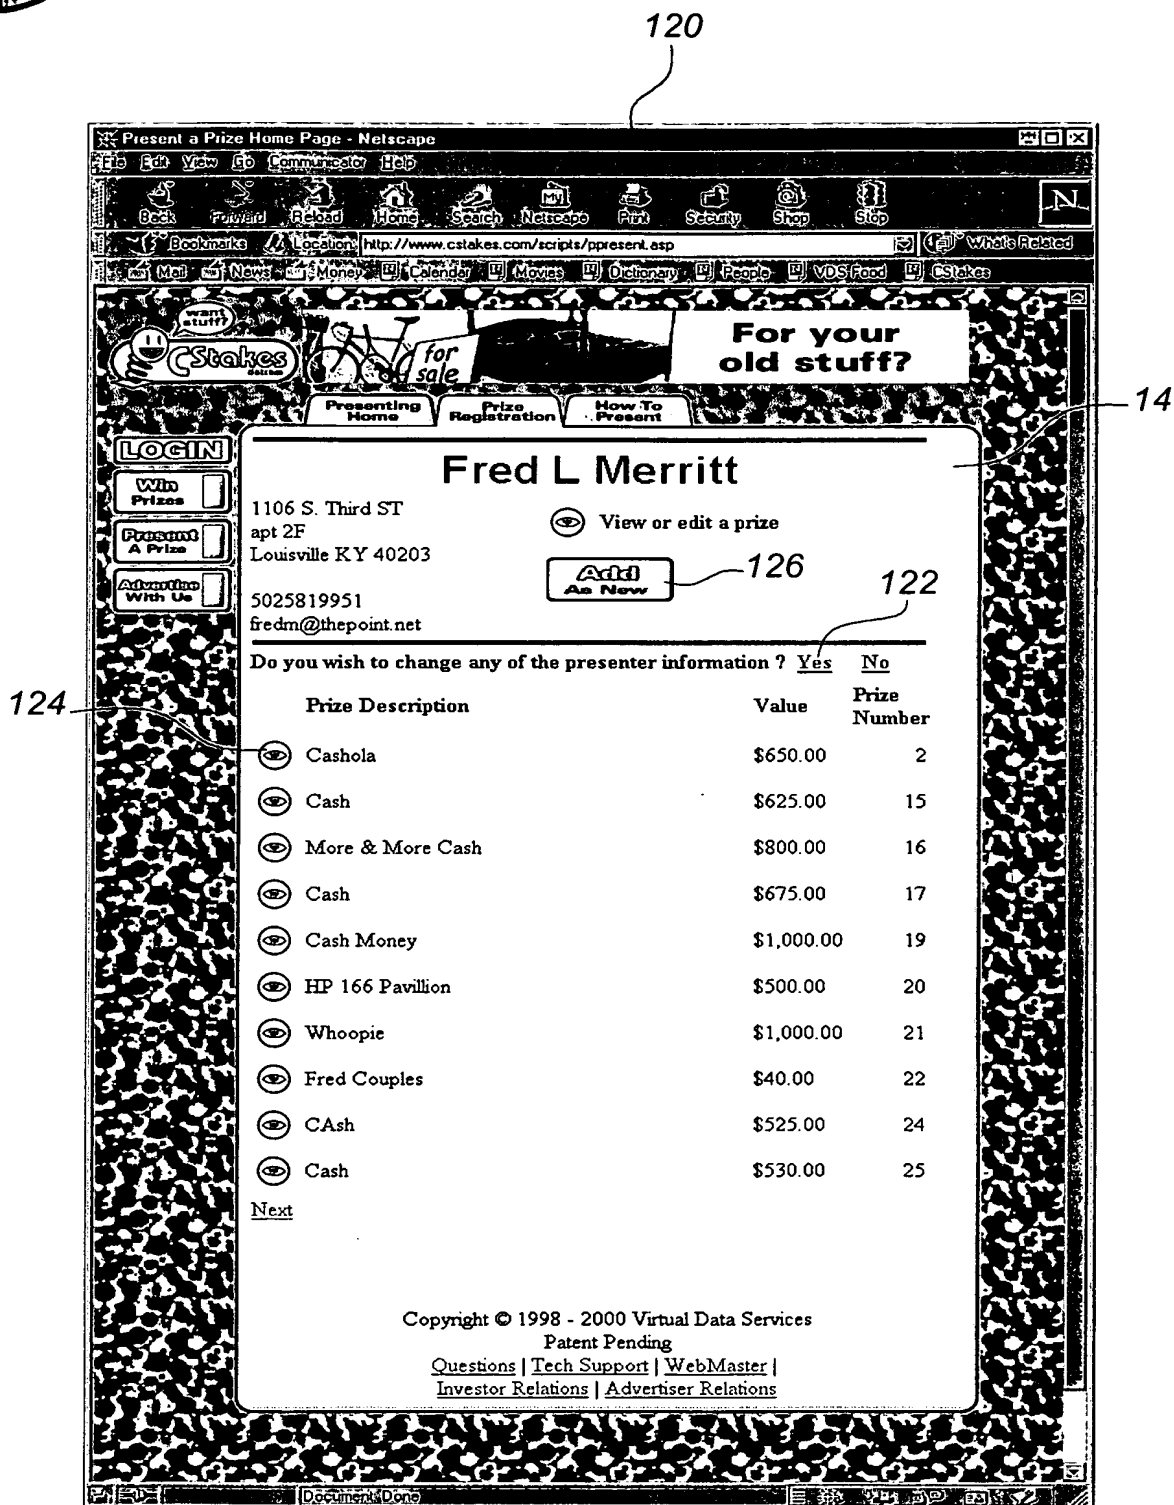 120
Present a Prize Home Page - Netscape
File Edit View Go Communicator Help
Back Forward Reload Home Search Netscape Print Security Shop Stop
N
Bookmarks Location: http://www.cstakes.com/scripts/ppresent.asp What's Related
Mail News Money Calendar Movies Dictionary People VDS Food CStakes
want stuff?
CStakes
for sale
For your
old stuff?
Presenting Home
Prize Registration
How To Present
14
LOGIN
Win Prizes
Present A Prize
Advertise With Us
Fred L Merritt
1106 S. Third ST
apt 2F
Louisville KY 40203
5025819951
fredm@thepoint.net
View or edit a prize
Add
As New
126
122
Do you wish to change any of the presenter information ? Yes No
124
Prize Description Value Prize Number
Cashola $650.00 2
Cash $625.00 15
More & More Cash $800.00 16
Cash $675.00 17
Cash Money $1,000.00 19
HP 166 Pavillion $500.00 20
Whoopie $1,000.00 21
Fred Couples $40.00 22
CAsh $525.00 24
Cash $530.00 25
Next
Copyright © 1998 - 2000 Virtual Data Services
Patent Pending
Questions | Tech Support | WebMaster |
Investor Relations | Advertiser Relations
Document: Done